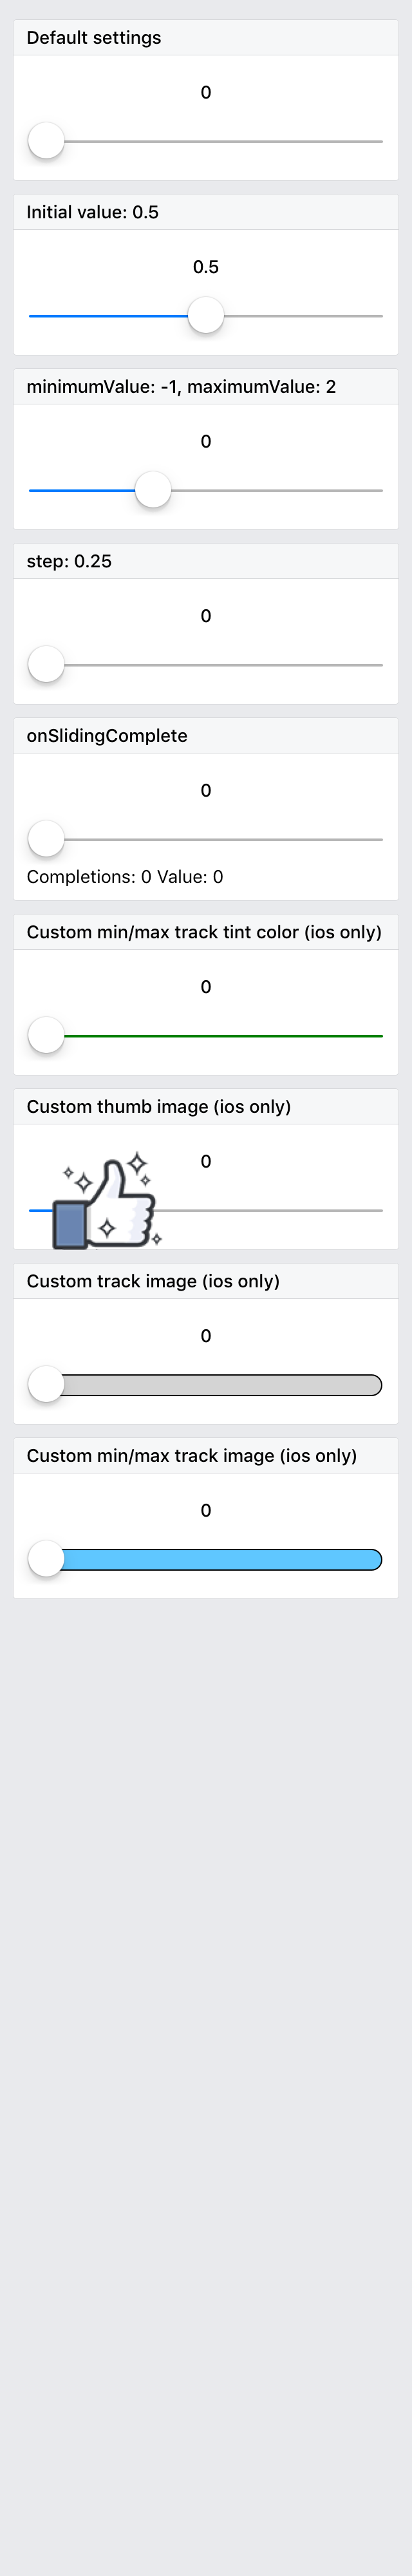 Default settings
0
Initial value: 0.5
0.5
minimumValue: -1, maximumValue: 2
0
step: 0.25
0
onSlidingComplete
0
Completions: 0 Value: 0
Custom min/max track tint color (ios only)
0
Custom thumb image (ios only)
0
Custom track image (ios only)
0
Custom min/max track image (ios only)
0